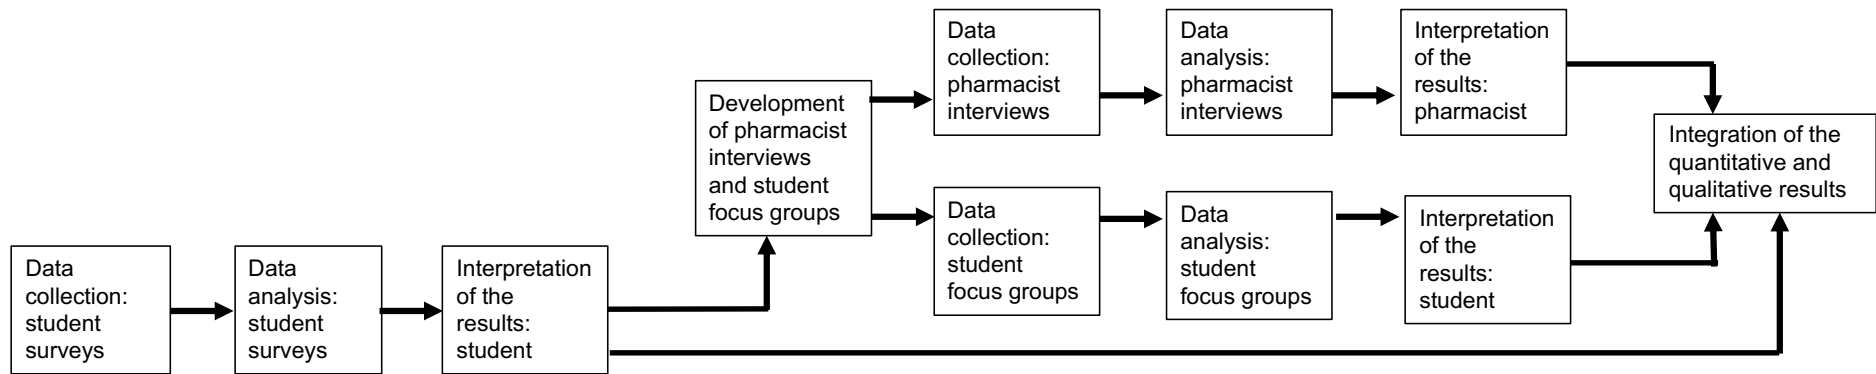 Data
collection:
student
surveys
Data
analysis:
student
surveys
Interpretation
of the
results:
student
Development
of pharmacist
interviews
and student
focus groups
Data
collection:
pharmacist
interviews
Data
analysis:
pharmacist
interviews
Interpretation
of the
results:
pharmacist
Data
collection:
student
focus groups
Data
analysis:
student
focus groups
Interpretation
of the
results:
student
Integration of the
quantitative and
qualitative results